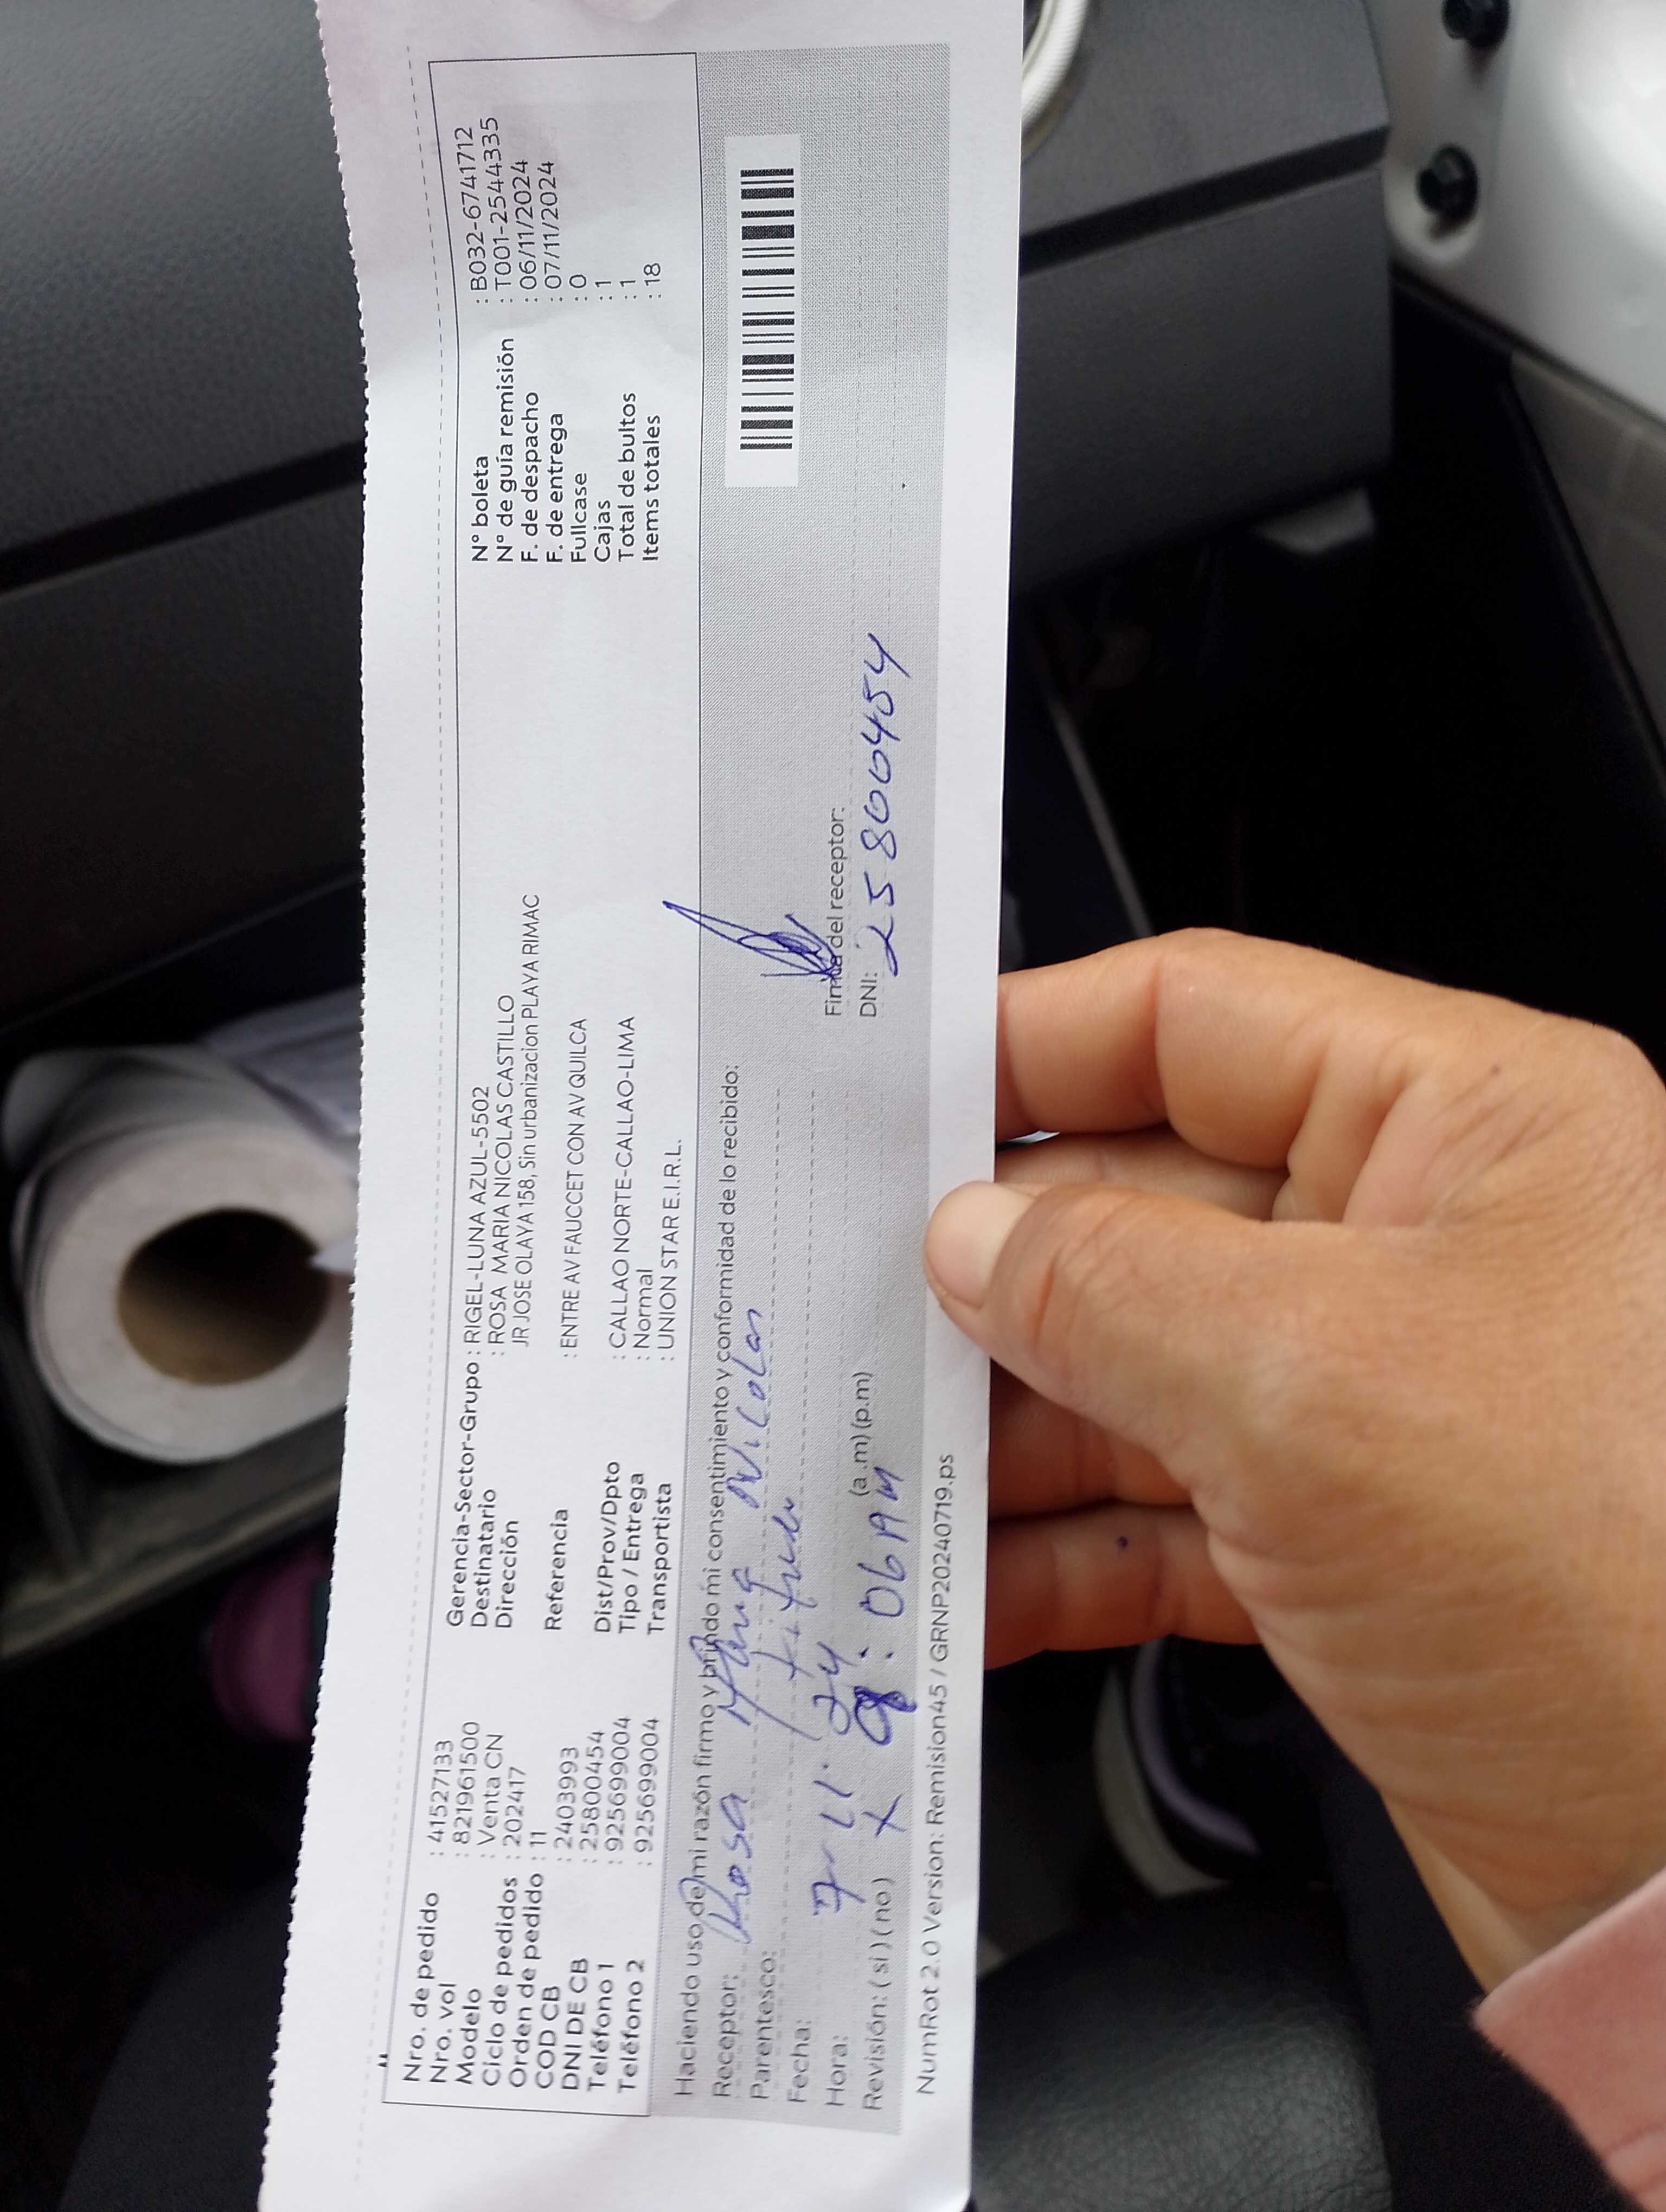 Nro. de pedido : 41527133
Nro. vol : 821961500
Modelo : Venta CN
Ciclo de pedidos : 202417
Orden de pedido : 11
COD CB : 2403993
DNI DE CB : 25800454
Teléfono 1 : 925699004
Teléfono 2 : 925699004
Gerencia-Sector-Grupo : RIGEL-LUNA AZUL-5502
Destinatario : ROSA MARIA NICOLAS CASTILLO
Dirección JR JOSE OLAYA 158, Sin urbanizacion PLAYA RIMAC
Referencia : ENTRE AV FAUCCET CON AV QUILCA
Dist/Prov/Dpto : CALLAO NORTE-CALLAO-LIMA
Tipo / Entrega : Normal
Transportista : UNION STAR E.I.R.L.
N° boleta : B032-6741712
N° de guía remisión : T001-25444335
F. de despacho : 06/11/2024
F. de entrega : 07/11/2024
Fullcase : 0
Cajas : 1
Total de bultos : 1
Items totales : 18
Haciendo uso de mi razón firmo y brindo mi consentimiento y conformidad de lo recibido:
Receptor: Rosa Nicolas
Parentesco:
Fecha: 7-11-24
Hora: : 06 AM (a.m) (p.m)
Revisión: (si) (no) X
Firma del receptor:
DNI: 25800454
NumRot 2.0 Version: Remision45 / GRNP20240719.ps